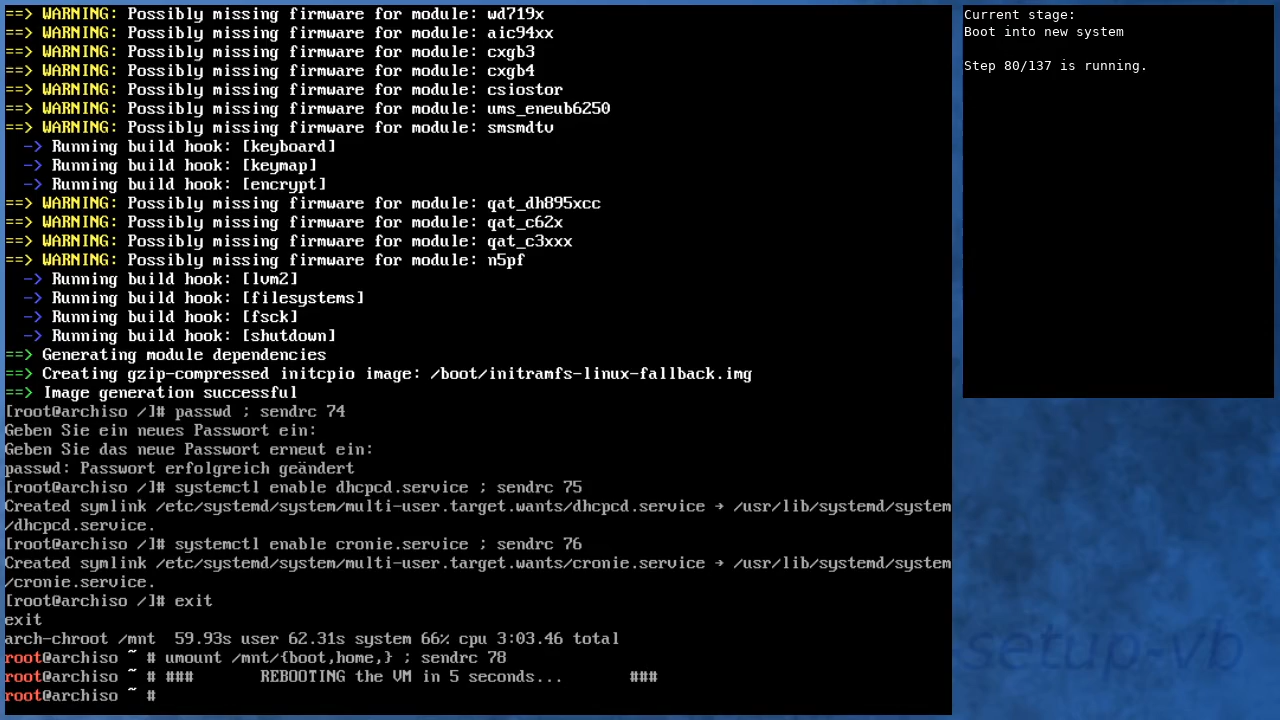 ==> WARNING: Possibly missing firmware for module: wd719x
==> WARNING: Possibly missing firmware for module: aic94xx
==> WARNING: Possibly missing firmware for module: cxgb3
==> WARNING: Possibly missing firmware for module: cxgb4
==> WARNING: Possibly missing firmware for module: csiostor
==> WARNING: Possibly missing firmware for module: ums_eneub6250
==> WARNING: Possibly missing firmware for module: smsmdtv
  -> Running build hook: [keyboard]
  -> Running build hook: [keymap]
  -> Running build hook: [encrypt]
==> WARNING: Possibly missing firmware for module: qat_dh895xcc
==> WARNING: Possibly missing firmware for module: qat_c62x
==> WARNING: Possibly missing firmware for module: qat_c3xxx
==> WARNING: Possibly missing firmware for module: n5pf
  -> Running build hook: [lvm2]
  -> Running build hook: [filesystems]
  -> Running build hook: [fsck]
  -> Running build hook: [shutdown]
==> Generating module dependencies
==> Creating gzip-compressed initcpio image: /boot/initramfs-linux-fallback.img
==> Image generation successful
[root@archiso /]# passwd ; sendrc 74
Geben Sie ein neues Passwort ein:
Geben Sie das neue Passwort erneut ein:
passwd: Passwort erfolgreich geändert
[root@archiso /]# systemctl enable dhcpcd.service ; sendrc 75
Created symlink /etc/systemd/system/multi-user.target.wants/dhcpcd.service → /usr/lib/systemd/system
/dhcpcd.service.
[root@archiso /]# systemctl enable cronie.service ; sendrc 76
Created symlink /etc/systemd/system/multi-user.target.wants/cronie.service → /usr/lib/systemd/system
/cronie.service.
[root@archiso /]# exit
exit
arch-chroot /mnt  59.93s user 62.31s system 66% cpu 3:03.46 total
root@archiso ~ # umount /mnt/{boot,home,} ; sendrc 78
root@archiso ~ # ###       REBOOTING the VM in 5 seconds...       ###
root@archiso ~ #
Current stage:
Boot into new system
Step 80/137 is running.
setup-vb